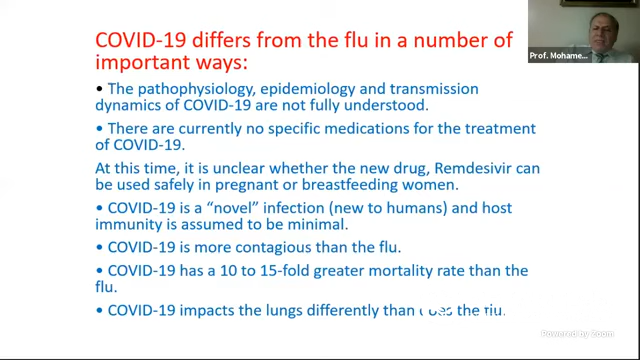 COVID-19 differs from the flu in a number of
important ways:
• The pathophysiology, epidemiology and transmission
dynamics of COVID-19 are not fully understood.
• There are currently no specific medications for the treatment
of COVID-19.
At this time, it is unclear whether the new drug, Remdesivir can
be used safely in pregnant or breastfeeding women.
• COVID-19 is a “novel” infection (new to humans) and host
immunity is assumed to be minimal.
• COVID-19 is more contagious than the flu.
• COVID-19 has a 10 to 15-fold greater mortality rate than the
flu.
• COVID-19 impacts the lungs differently than does the flu.
Prof. Mohame...
Powered by Zoom